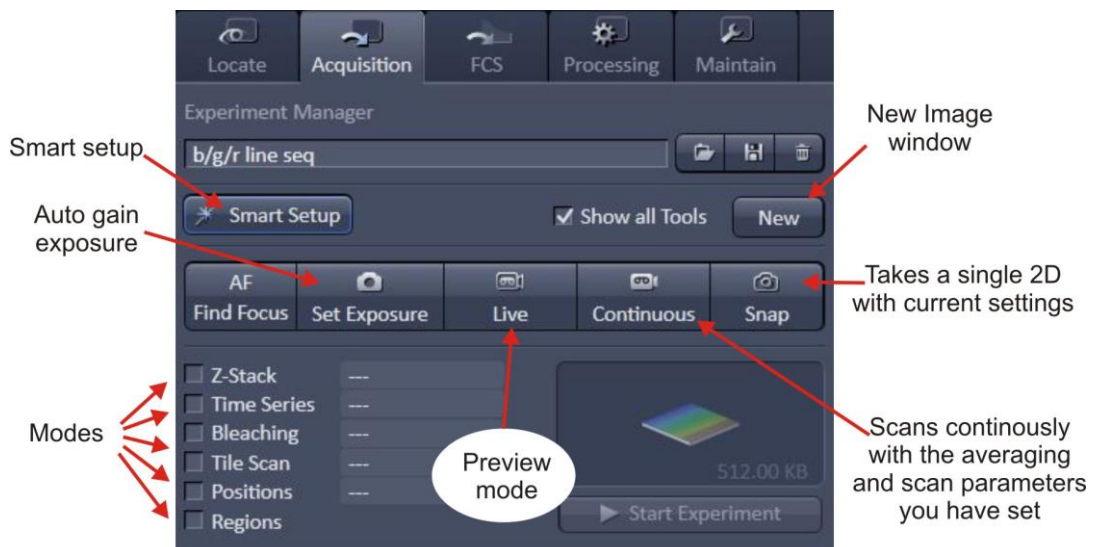 Locate
Acquisition
FCS
Processing
Maintain
Experiment Manager
b/g/r line seq
Smart setup
New Image
window
Smart Setup
Show all Tools
New
Auto gain
exposure
AF
Find Focus
Set Exposure
Live
Continuous
Snap
Takes a single 2D
with current settings
Modes
Z-Stack ---
Time Series ---
Bleaching ---
Tile Scan ---
Positions ---
Regions
Preview
mode
512.00 KB
Start Experiment
Scans continously
with the averaging
and scan parameters
you have set